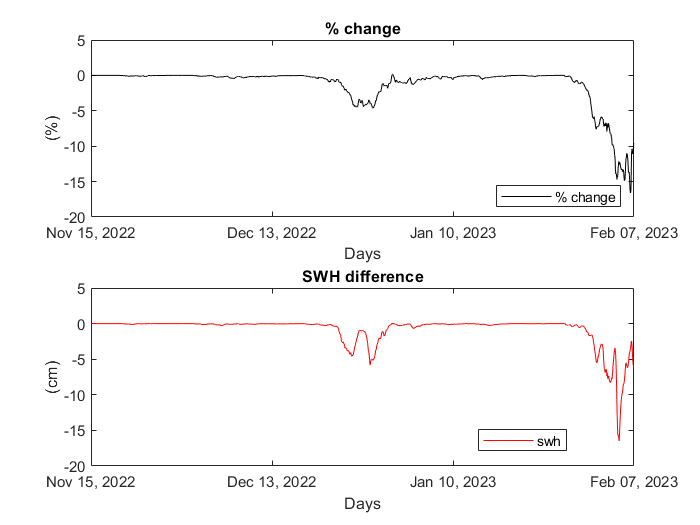 % change
5
0
-5
-10
-15
-20
(%)
% change
Nov 15, 2022 Dec 13, 2022 Jan 10, 2023 Feb 07, 2023
Days
SWH difference
5
0
-5
-10
-15
-20
(cm)
swh
Nov 15, 2022 Dec 13, 2022 Jan 10, 2023 Feb 07, 2023
Days